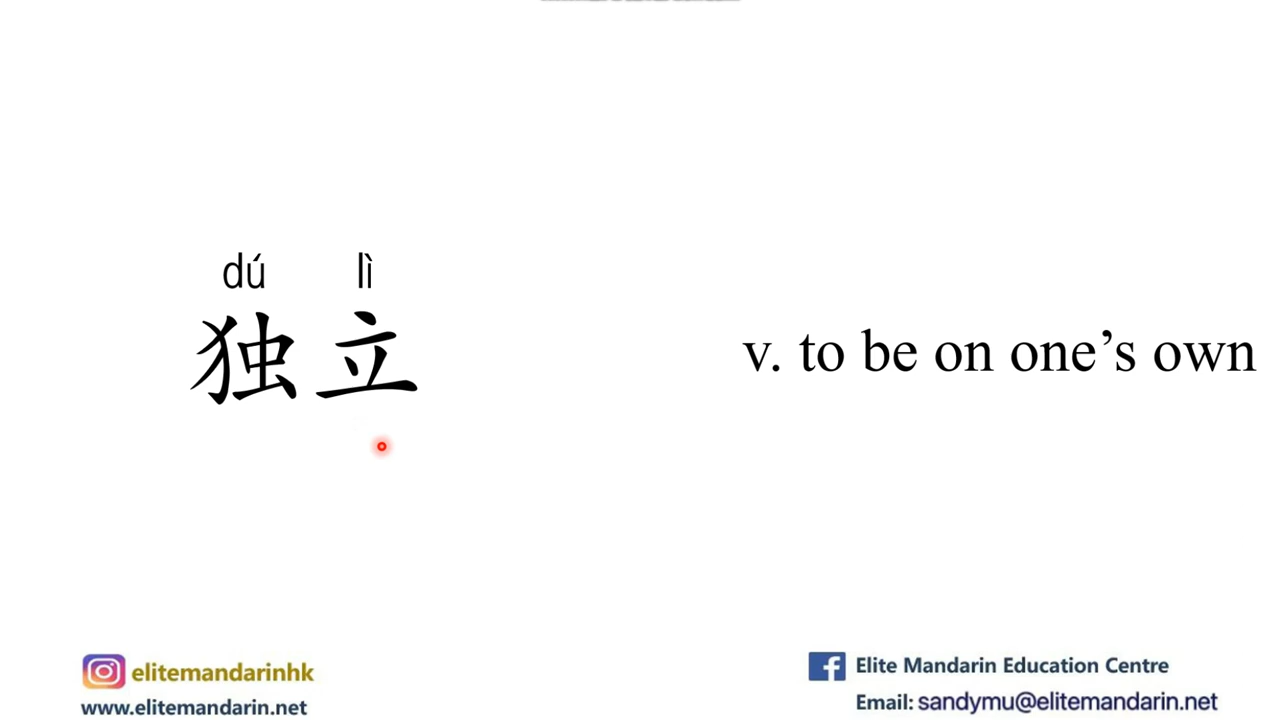 dú lì
独立
v. to be on one’s own
elitemandarinhk
www.elitemandarin.net
Elite Mandarin Education Centre
Email: sandymu@elitemandarin.net